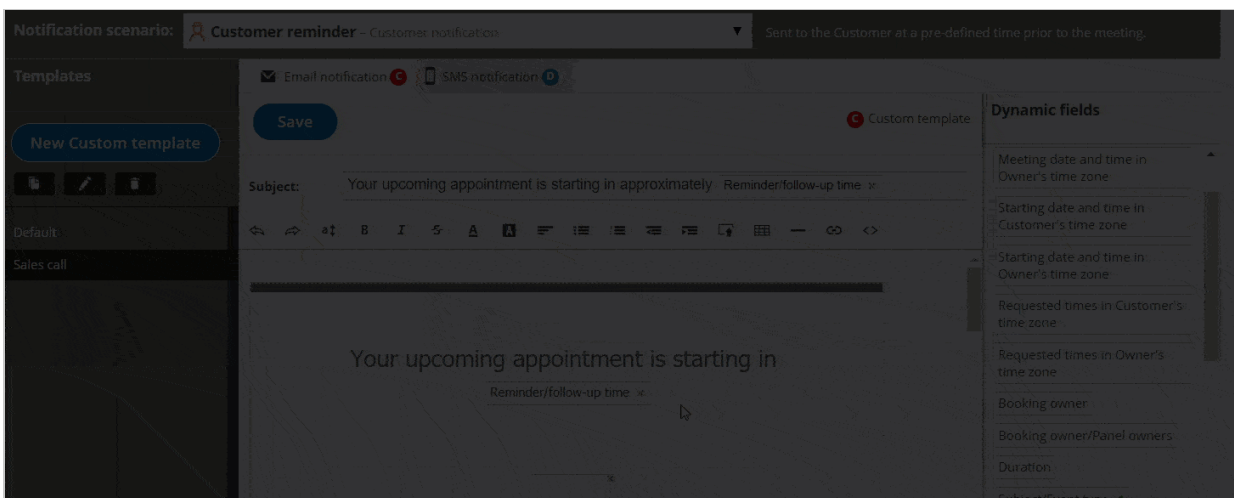 Notification scenario: Customer reminder – Customer notification Sent to the Customer at a pre-defined time prior to the meeting.
Templates
Email notification C SMS notification D
Save
C Custom template
Dynamic fields
New Custom template
Subject: Your upcoming appointment is starting in approximately Reminder/follow-up time ×
Default
Sales call
Your upcoming appointment is starting in
Reminder/follow-up time ×
Meeting date and time in
Owner's time zone
Starting date and time in
Customer's time zone
Starting date and time in
Owner's time zone
Requested times in Customer's
time zone
Requested times in Owner's
time zone
Booking owner
Booking owner/Panel owners
Duration